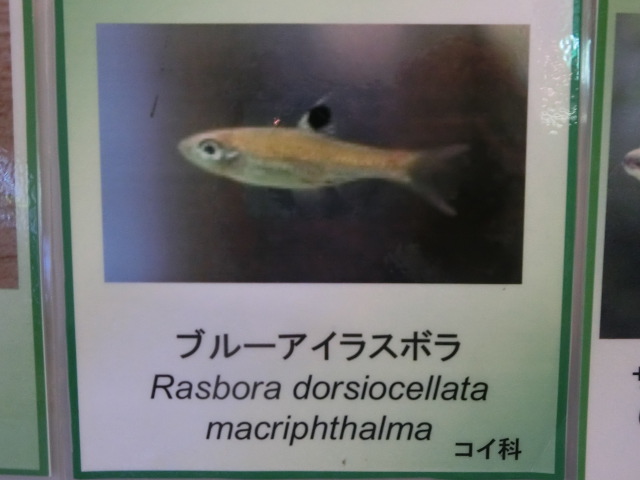 ブルーアイラスボラ
Rasbora dorsiocellata
macriphthalma
コイ科